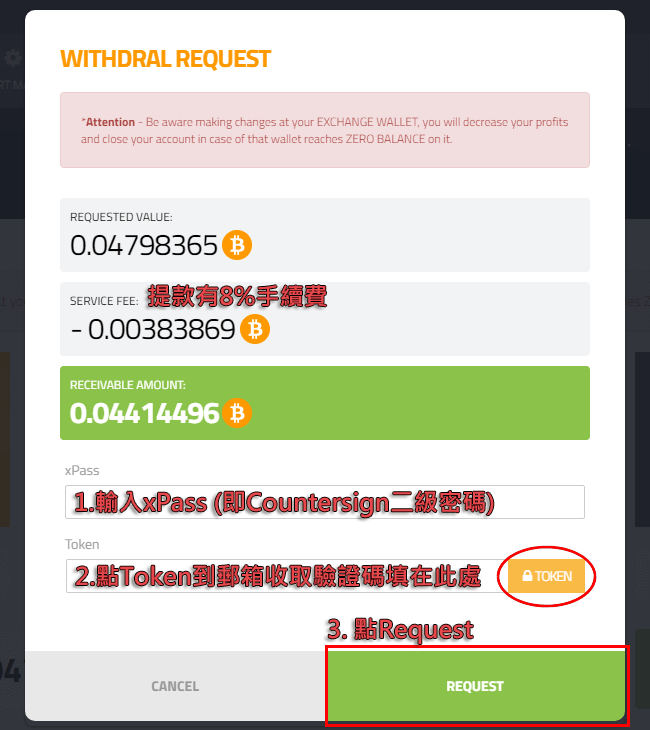 WITHDRAL REQUEST
*Attention - Be aware making changes at your EXCHANGE WALLET, you will decrease your profits
and close your account in case of that wallet reaches ZERO BALANCE on it.
REQUESTED VALUE:
0.04798365
SERVICE FEE: 提款有8%手續費
- 0.00383869
RECEIVABLE AMOUNT:
0.04414496
xPass
1.輸入xPass (即Countersign二級密碼)
Token
2.點Token到郵箱收取驗證碼填在此處 TOKEN
3. 點Request
CANCEL REQUEST